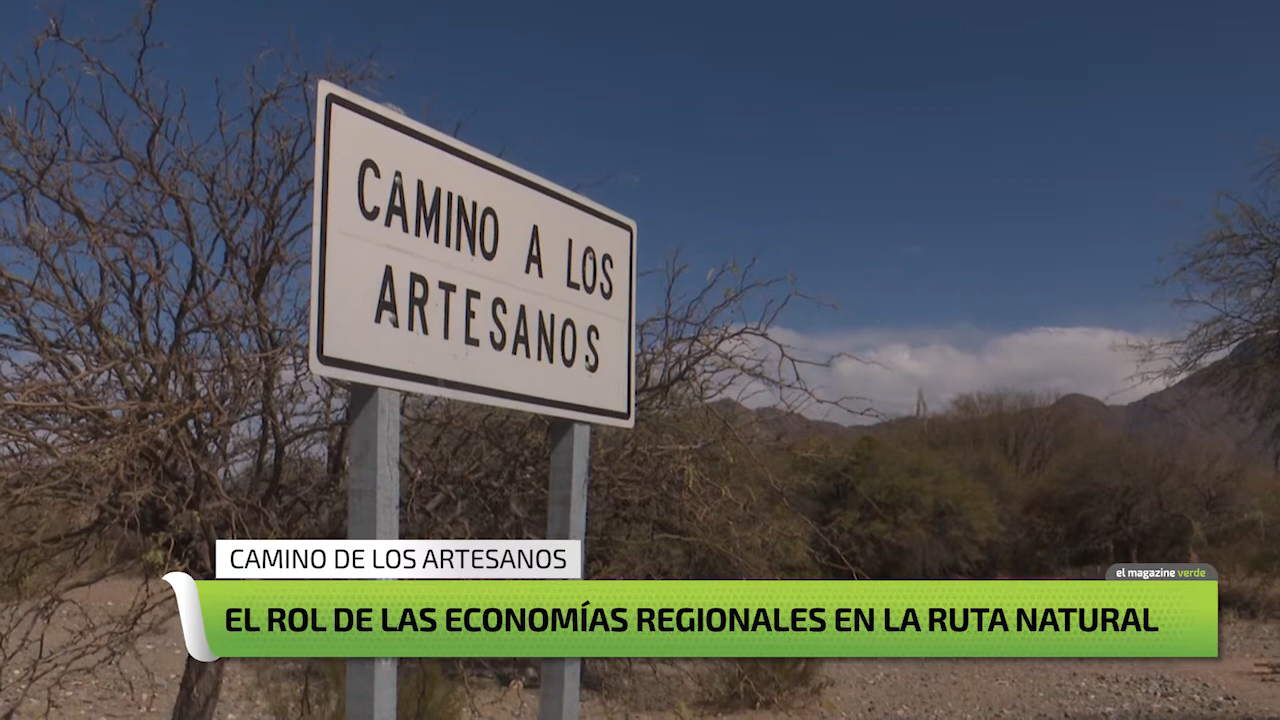 CAMINO A LOS
ARTESANOS
CAMINO DE LOS ARTESANOS
el magazine verde
EL ROL DE LAS ECONOMÍAS REGIONALES EN LA RUTA NATURAL